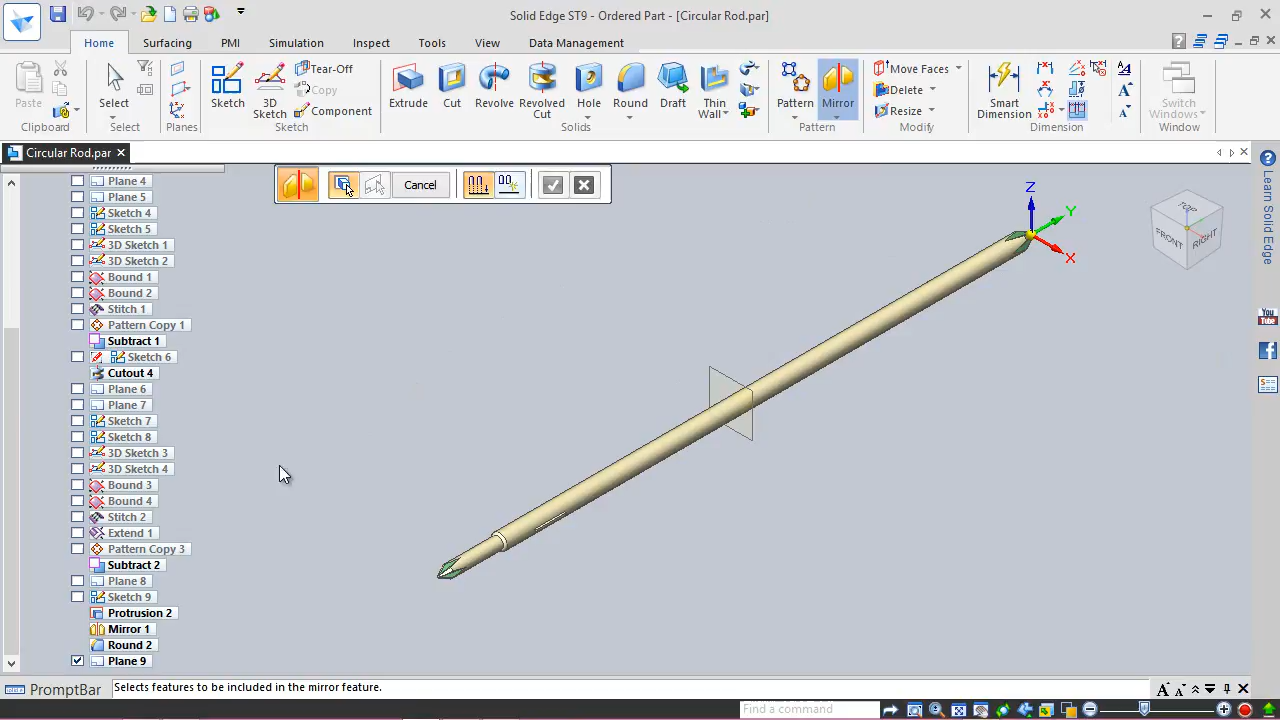 Solid Edge ST9 - Ordered Part - [Circular Rod.par]
Home Surfacing PMI Simulation Inspect Tools View Data Management
Paste
Clipboard
Select
Select
Planes
Sketch
3D Sketch
Tear-Off
Copy
Component
Sketch
Extrude Cut Revolve Revolved Cut Hole Round Draft Thin Wall
Solids
Pattern Mirror
Pattern
Move Faces
Delete
Resize
Modify
Smart Dimension
Dimension
Switch Windows
Window
Circular Rod.par
Cancel
Plane 4
Plane 5
Sketch 4
Sketch 5
3D Sketch 1
3D Sketch 2
Bound 1
Bound 2
Stitch 1
Pattern Copy 1
Subtract 1
Sketch 6
Cutout 4
Plane 6
Plane 7
Sketch 7
Sketch 8
3D Sketch 3
3D Sketch 4
Bound 3
Bound 4
Stitch 2
Extend 1
Pattern Copy 3
Subtract 2
Plane 8
Sketch 9
Protrusion 2
Mirror 1
Round 2
Plane 9
Z
Y
X
TOP
FRONT
RIGHT
Learn Solid Edge
You Tube
PromptBar
Selects features to be included in the mirror feature.
Find a command